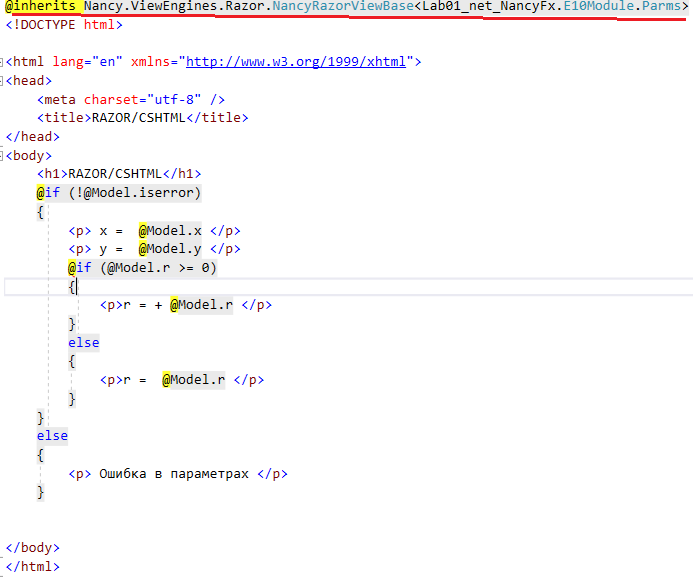 @inherits Nancy.ViewEngines.Razor.NancyRazorViewBase<Lab01_net_NancyFx.E10Module.Parms>
<!DOCTYPE html>
<html lang="en" xmlns="http://www.w3.org/1999/xhtml">
<head>
<meta charset="utf-8" />
<title>RAZOR/CSHTML</title>
</head>
<body>
<h1>RAZOR/CSHTML</h1>
@if (!@Model.iserror)
{
<p> x =  @Model.x </p>
<p> y =  @Model.y </p>
@if (@Model.r >= 0)
{
<p>r = + @Model.r </p>
}
else
{
<p>r =  @Model.r </p>
}
}
else
{
<p> Ошибка в параметрах </p>
}
</body>
</html>